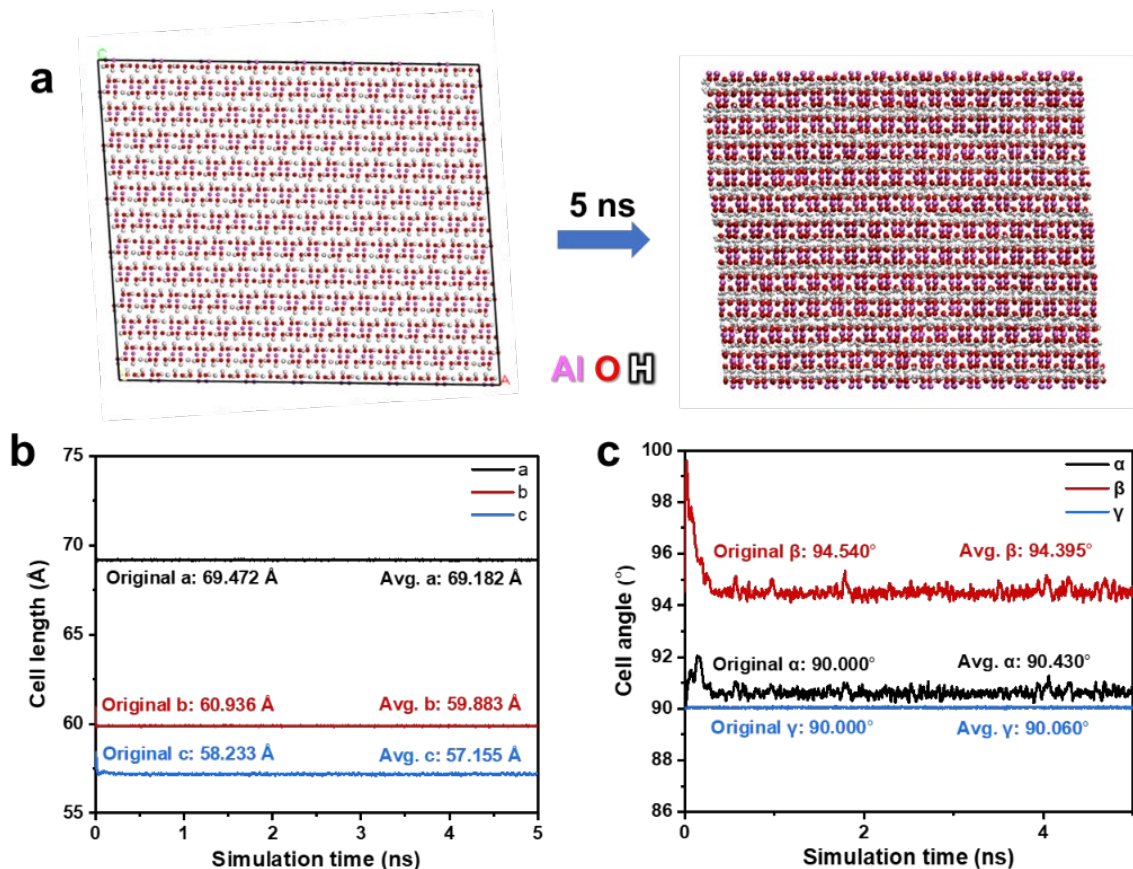 a
C
A
5 ns
Al O H
b
75
70
65
60
55
Cell length (Å)
a
b
c
Original a: 69.472 Å
Avg. a: 69.182 Å
Original b: 60.936 Å
Avg. b: 59.883 Å
Original c: 58.233 Å
Avg. c: 57.155 Å
0 1 2 3 4 5
Simulation time (ns)
c
100
98
96
94
92
90
88
86
Cell angle (°)
α
β
γ
Original β: 94.540°
Avg. β: 94.395°
Original α: 90.000°
Avg. α: 90.430°
Original γ: 90.000°
Avg. γ: 90.060°
0 2 4
Simulation time (ns)